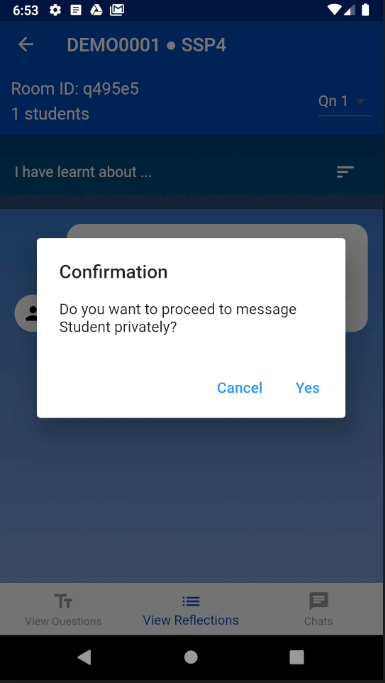 6:53
DEMO0001 ● SSP4
Room ID: q495e5
1 students
Qn 1
I have learnt about ...
Confirmation
Do you want to proceed to message
Student privately?
Cancel Yes
View Questions View Reflections Chats